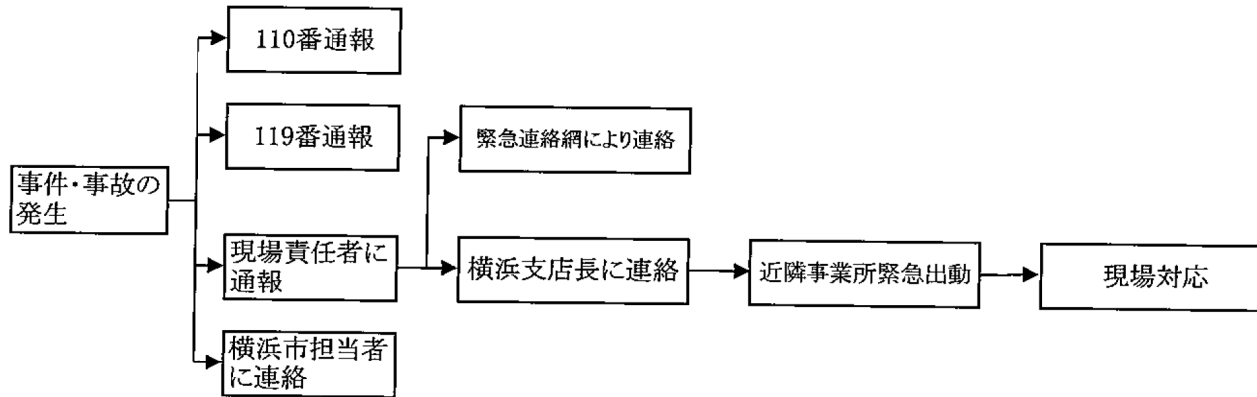 110番通報
119番通報
緊急連絡網により連絡
事件・事故の
発生
現場責任者に
通報
横浜支店長に連絡
近隣事業所緊急出動
現場対応
横浜市担当者
に連絡